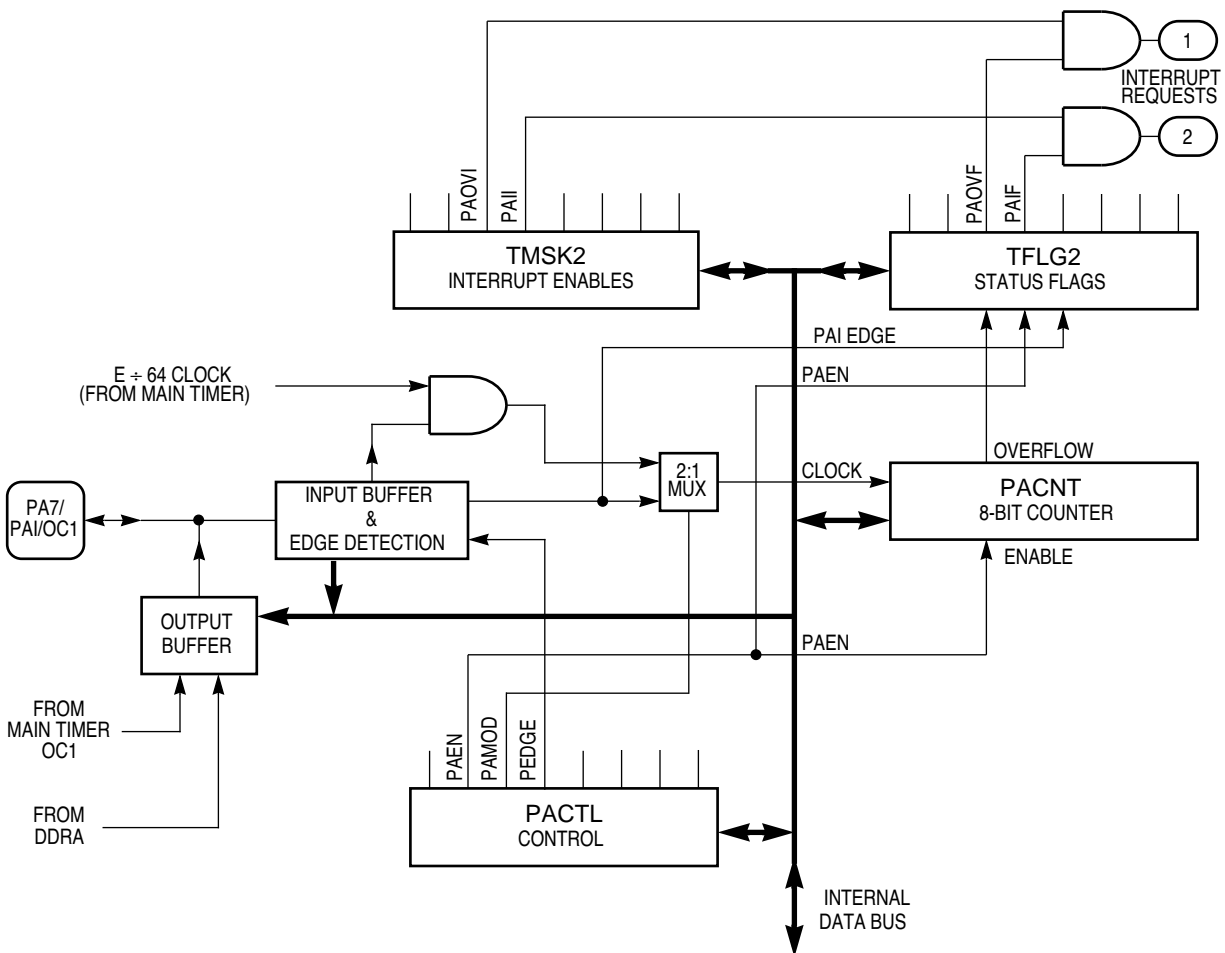 1
INTERRUPT
REQUESTS
2
PAOVI
PAII
PAOVF
PAIF
TMSK2
INTERRUPT ENABLES
TFLG2
STATUS FLAGS
PAI EDGE
E ÷ 64 CLOCK
(FROM MAIN TIMER)
PAEN
OVERFLOW
2:1
MUX
CLOCK
PACNT
8-BIT COUNTER
INPUT BUFFER
&
EDGE DETECTION
PA7/
PAI/OC1
ENABLE
OUTPUT
BUFFER
PAEN
FROM
MAIN TIMER
OC1
PAEN
PAMOD
PEDGE
FROM
DDRA
PACTL
CONTROL
INTERNAL
DATA BUS